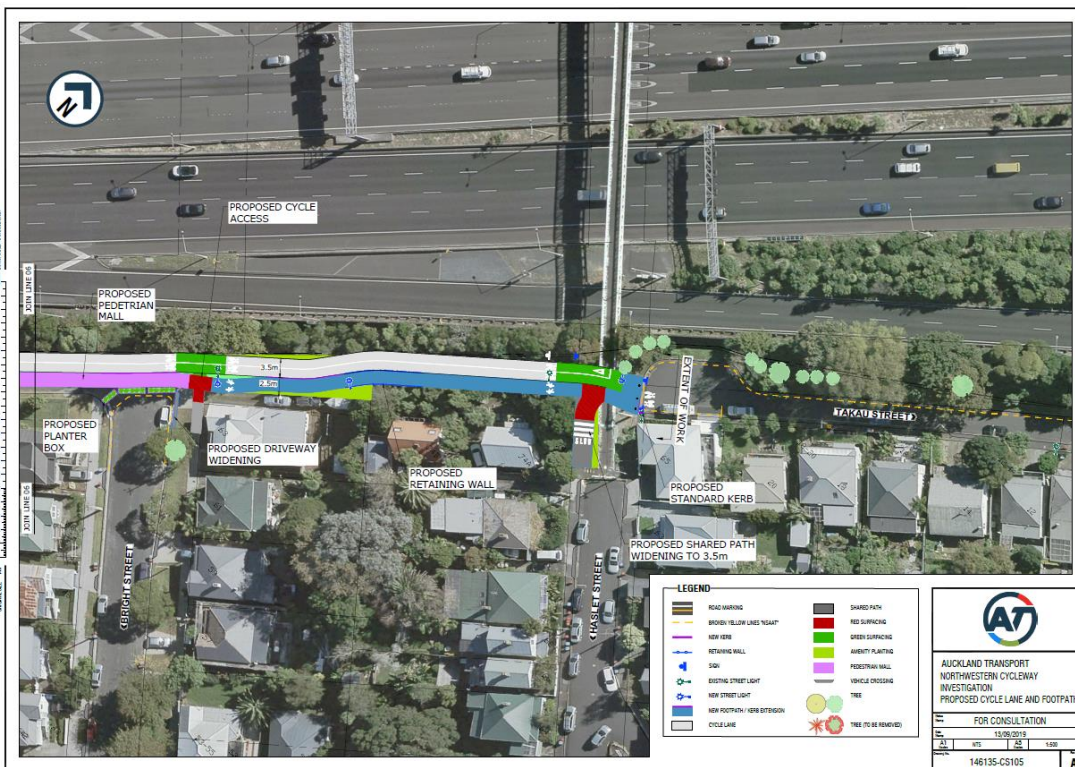 N
PROPOSED CYCLE
ACCESS
JOIN LINE 06
PROPOSED
PEDETRIAN
MALL
3.5m
2.5m
EXTENT OF WORK
TAKAU STREET
PROPOSED
PLANTER
BOX
PROPOSED DRIVEWAY
WIDENING
PROPOSED
RETAINING WALL
PROPOSED
STANDARD KERB
JOIN LINE 06
PROPOSED SHARED PATH
WIDENING TO 3.5m
BRIGHT STREET
HASLET STREET
LEGEND
ROAD MARKING
BROKEN YELLOW LINES "NSAAT"
NEW KERB
RETAINING WALL
SIGN
EXISTING STREET LIGHT
NEW STREET LIGHT
NEW FOOTPATH / KERB EXTENSION
CYCLE LANE
SHARED PATH
RED SURFACING
GREEN SURFACING
AMENITY PLANTING
PEDESTRIAN MALL
VEHICLE CROSSING
TREE
TREE (TO BE REMOVED)
AT
AUCKLAND TRANSPORT
NORTHWESTERN CYCLEWAY
INVESTIGATION
PROPOSED CYCLE LANE AND FOOTPATH
FOR CONSULTATION
13/09/2019
A1 NTS A3 1:500
146135-CS105 A